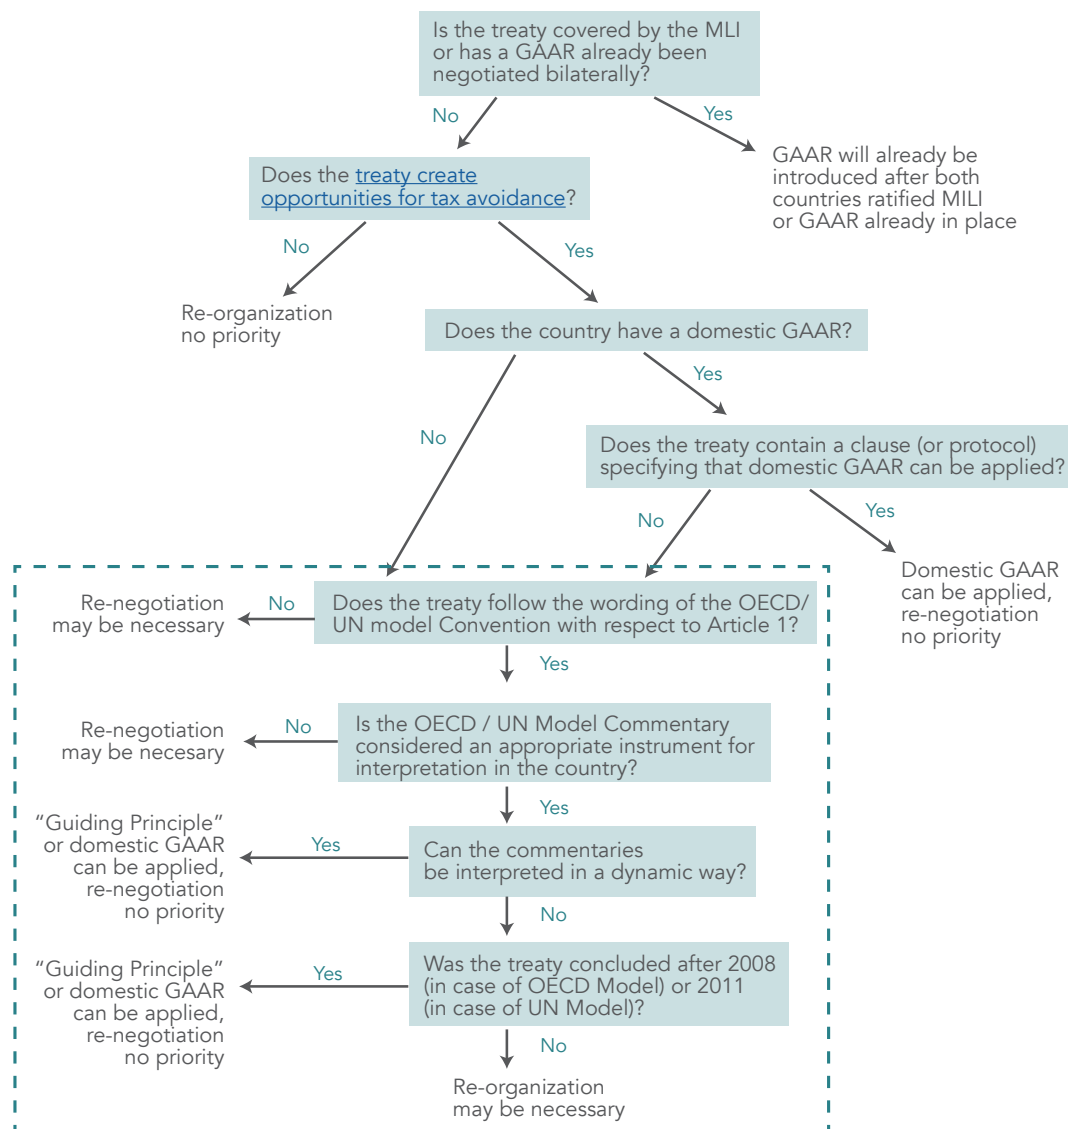 Is the treaty covered by the MLI
or has a GAAR already been
negotiated bilaterally?
No
Yes
GAAR will already be
introduced after both
countries ratified MILI
or GAAR already in place
Does the treaty create
opportunities for tax avoidance?
No
Yes
Re-organization
no priority
Does the country have a domestic GAAR?
Yes
No
Does the treaty contain a clause (or protocol)
specifying that domestic GAAR can be applied?
No
Yes
Domestic GAAR
can be applied,
re-negotiation
no priority
Does the treaty follow the wording of the OECD/
UN model Convention with respect to Article 1?
No
Re-negotiation
may be necessary
Yes
Is the OECD / UN Model Commentary
considered an appropriate instrument for
interpretation in the country?
No
Re-negotiation
may be necesary
Yes
Can the commentaries
be interpreted in a dynamic way?
Yes
“Guiding Principle”
or domestic GAAR
can be applied,
re-negotiation
no priority
No
Was the treaty concluded after 2008
(in case of OECD Model) or 2011
(in case of UN Model)?
Yes
“Guiding Principle”
or domestic GAAR
can be applied,
re-negotiation
no priority
No
Re-organization
may be necessary